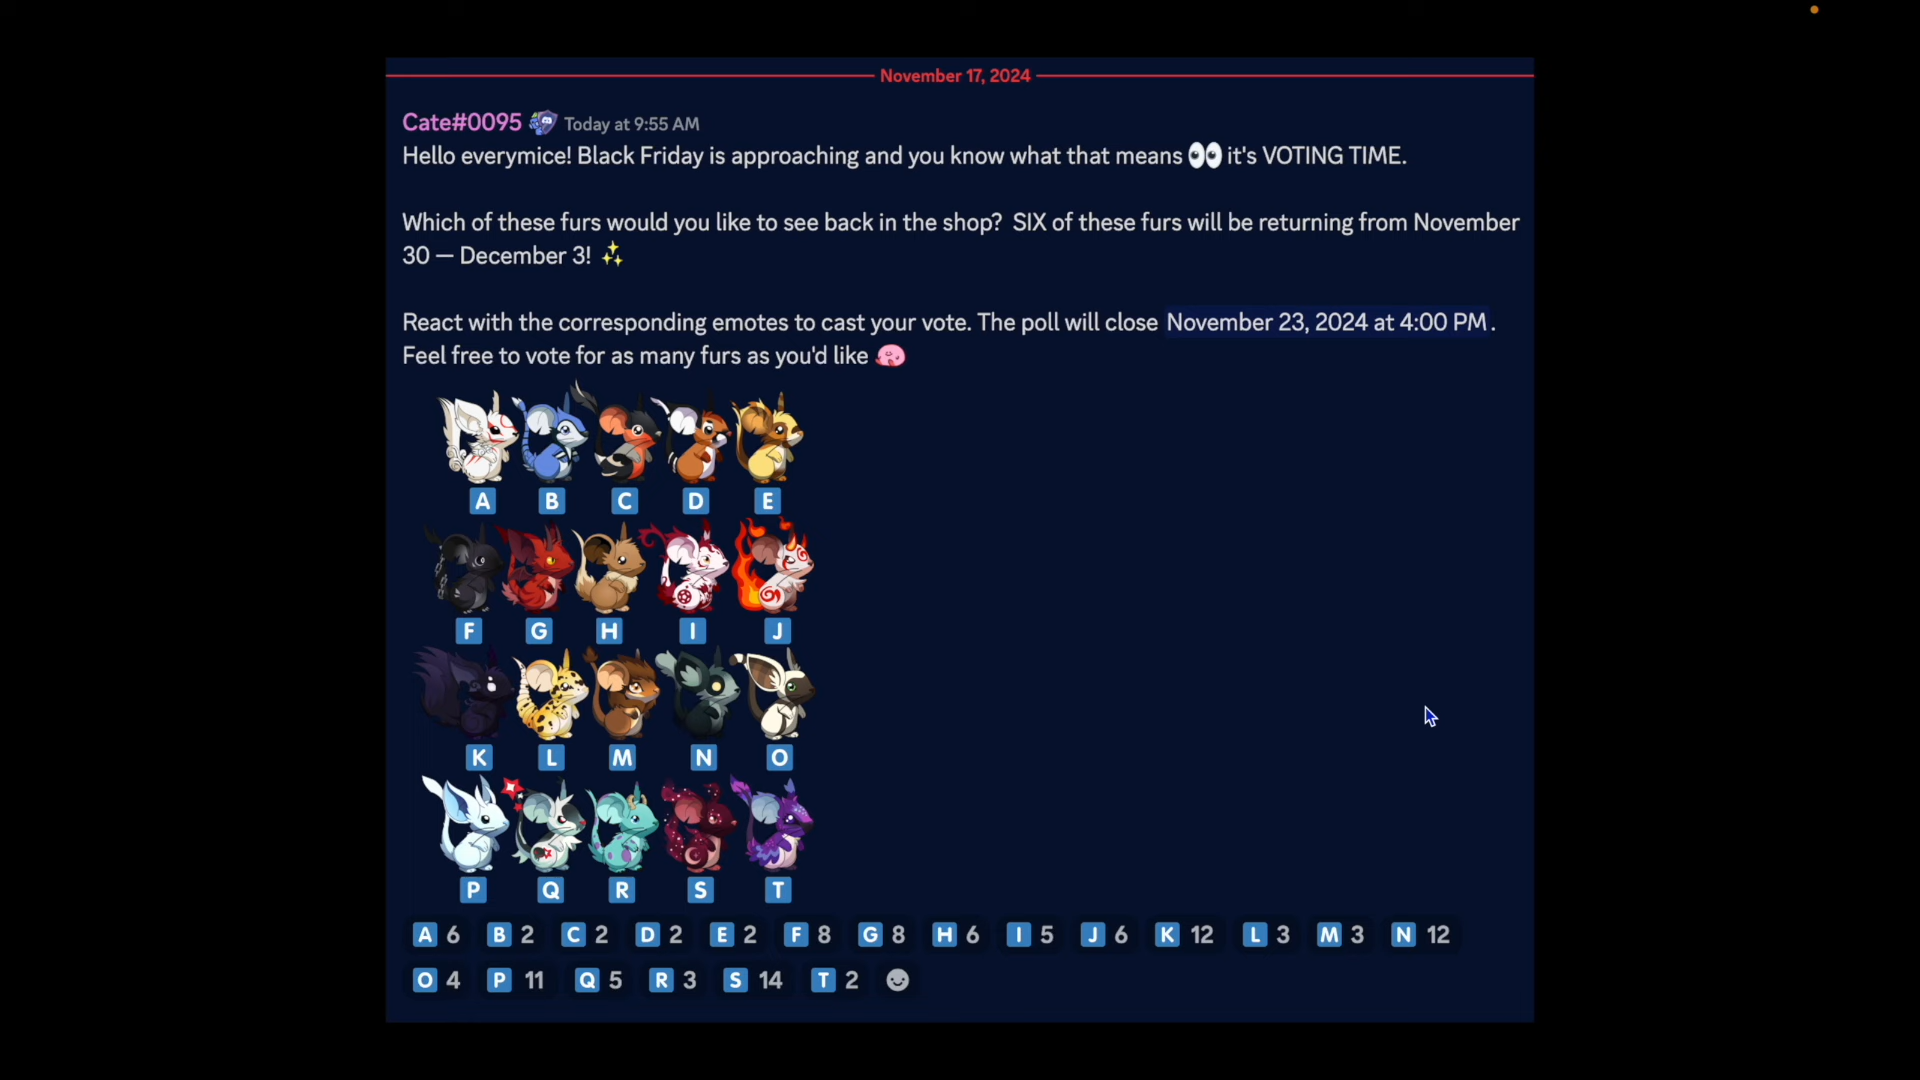 November 17, 2024
Cate#0095 Today at 9:55 AM
Hello everymice! Black Friday is approaching and you know what that means 👀 it's VOTING TIME.
Which of these furs would you like to see back in the shop? SIX of these furs will be returning from November
30 — December 3! ✨
React with the corresponding emotes to cast your vote. The poll will close November 23, 2024 at 4:00 PM.
Feel free to vote for as many furs as you'd like
A B C D E
F G H I J
K L M N O
P Q R S T
A 6 B 2 C 2 D 2 E 2 F 8 G 8 H 6 I 5 J 6 K 12 L 3 M 3 N 12
O 4 P 11 Q 5 R 3 S 14 T 2